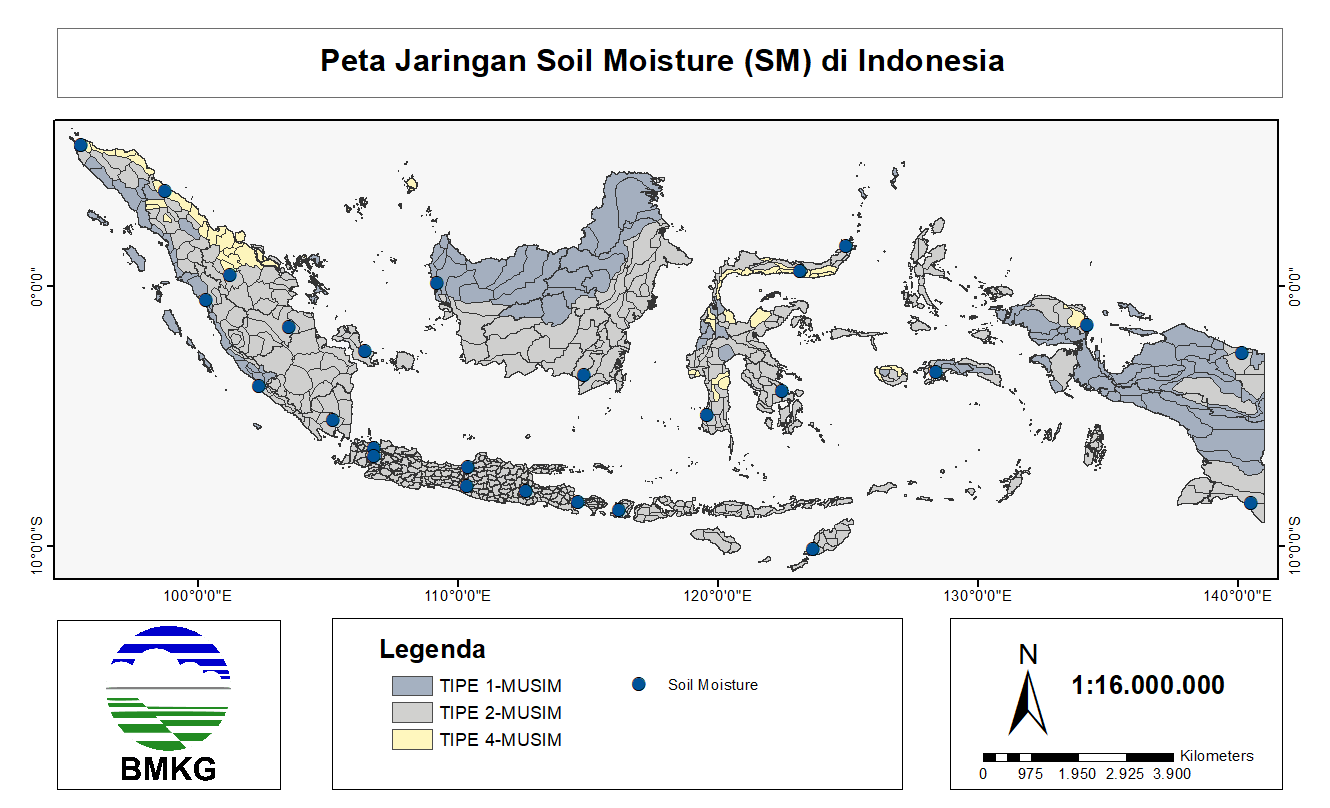 Peta Jaringan Soil Moisture (SM) di Indonesia
0°0'0"
0°0'0"
10°0'0"S
10°0'0"S
100°0'0"E
110°0'0"E
120°0'0"E
130°0'0"E
140°0'0"E
BMKG
Legenda
TIPE 1-MUSIM
TIPE 2-MUSIM
TIPE 4-MUSIM
Soil Moisture
N
1:16.000.000
Kilometers
0 975 1.950 2.925 3.900